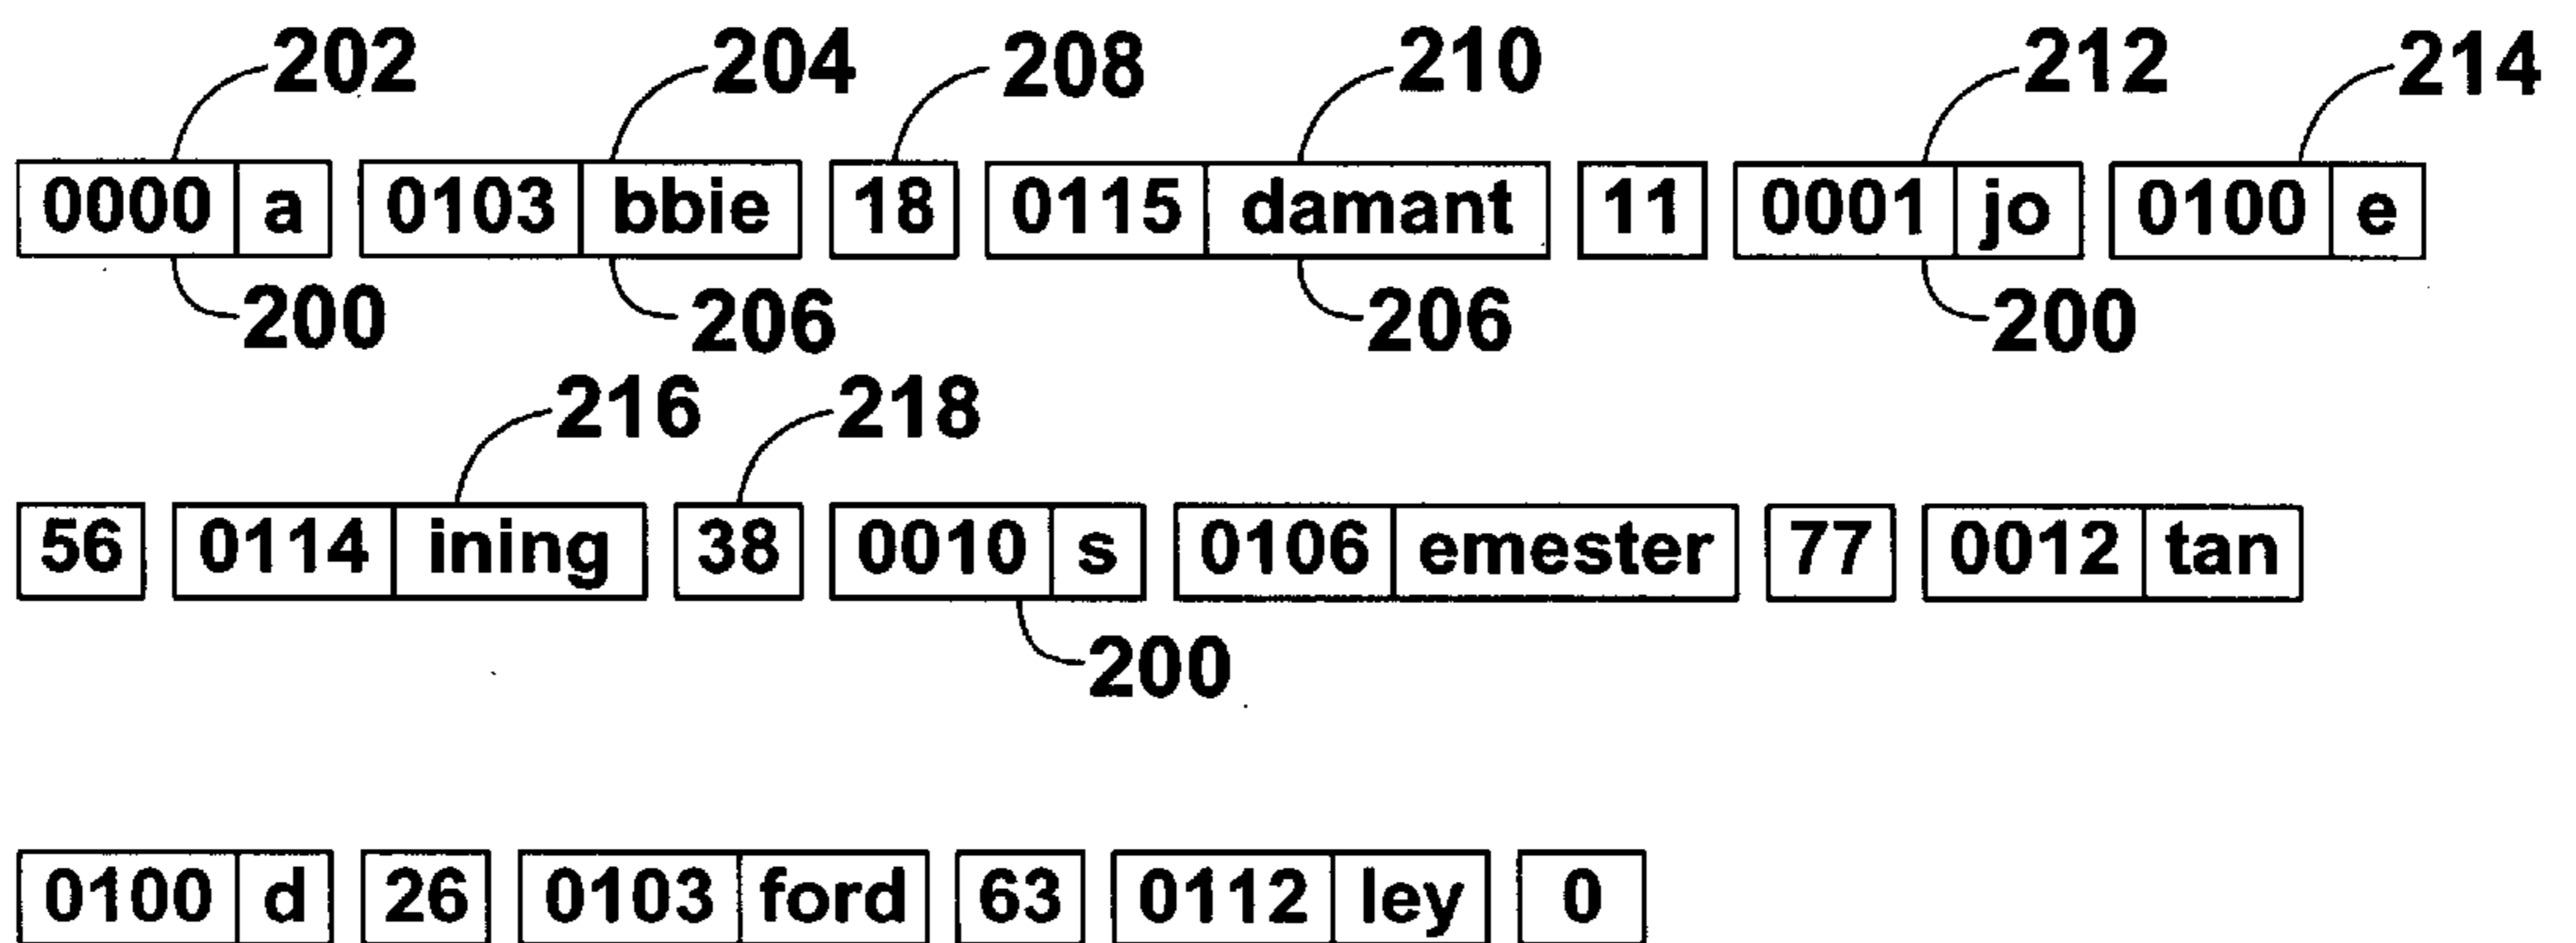 202 204 208 210 212 214
0000 a 0103 bbie 18 0115 damant 11 0001 jo 0100 e
200 206 206 200
216 218
56 0114 ining 38 0010 s 0106 emester 77 0012 tan
200
0100 d 26 0103 ford 63 0112 ley 0